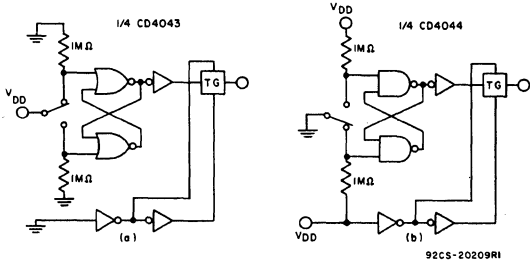 1/4 CD4043
1MΩ
VDD
TG
1MΩ
(a)
VDD
1/4 CD4044
1MΩ
TG
1MΩ
VDD
(b)
92CS-20209R1